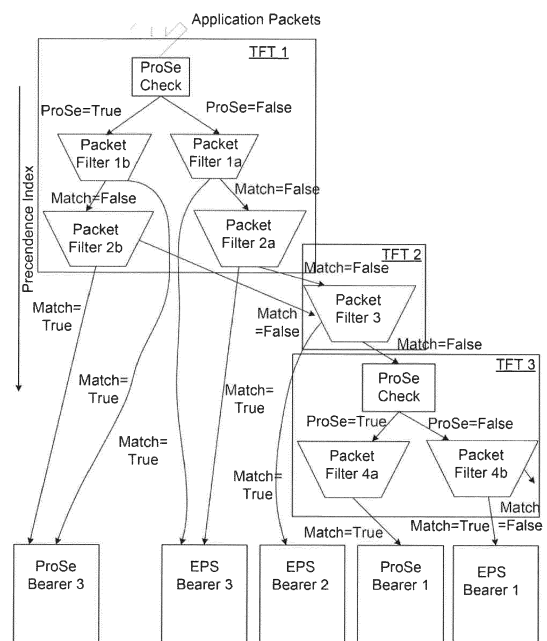 Application Packets
TFT 1
ProSe
Check
ProSe=True
ProSe=False
Packet
Filter 1b
Packet
Filter 1a
Match=False
Match=False
Packet
Filter 2b
Packet
Filter 2a
Precendence Index
Match=False
TFT 2
Match=
True
Match
=False
Packet
Filter 3
Match=False
TFT 3
ProSe
Check
Match=
True
Match=
True
ProSe=True
ProSe=False
Match=
True
Packet
Filter 4a
Packet
Filter 4b
Match=
True
Match=True
Match=True
Match
=False
ProSe
Bearer 3
EPS
Bearer 3
EPS
Bearer 2
ProSe
Bearer 1
EPS
Bearer 1